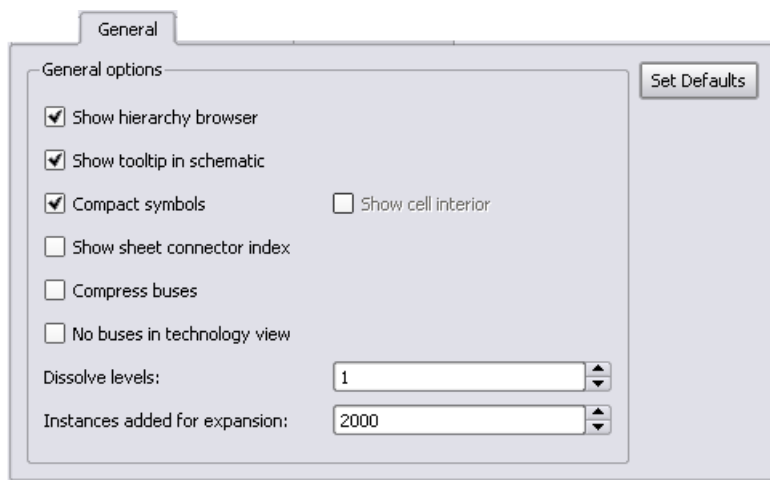 General
General options
Set Defaults
Show hierarchy browser
Show tooltip in schematic
Compact symbols
Show cell interior
Show sheet connector index
Compress buses
No buses in technology view
Dissolve levels:
1
Instances added for expansion:
2000